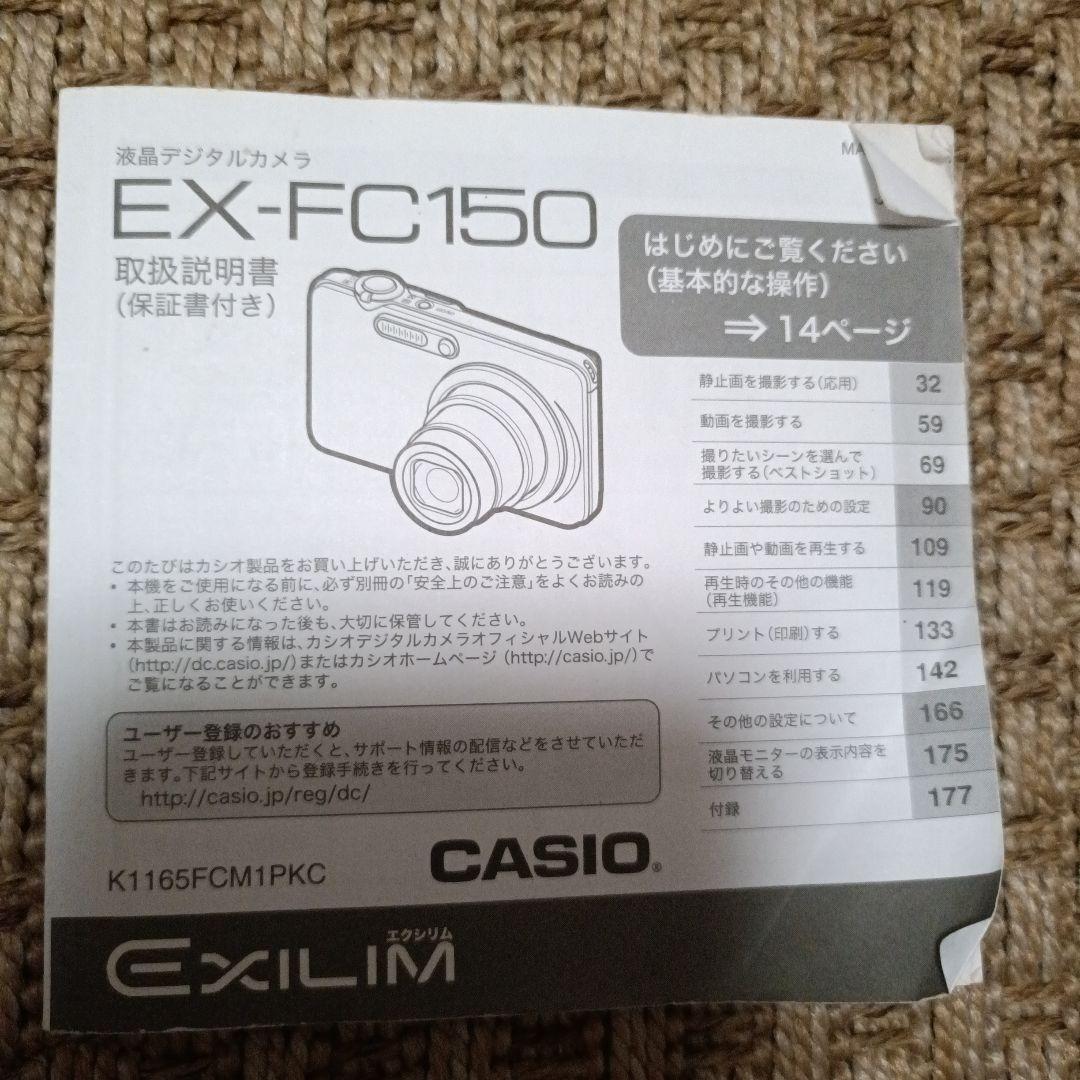 液晶デジタルカメラ
EX-FC150
取扱説明書
(保証書付き)
はじめにご覧ください
(基本的な操作)
⇒ 14ページ
静止画を撮影する(応用) 32
動画を撮影する 59
撮りたいシーンを選んで
撮影する(ベストショット) 69
よりよい撮影のための設定 90
静止画や動画を再生する 109
再生時のその他の機能
(再生機能) 119
プリント(印刷)する 133
パソコンを利用する 142
その他の設定について 166
液晶モニターの表示内容を
切り替える 175
付録 177
このたびはカシオ製品をお買い上げいただき、誠にありがとうございます。
• 本機をご使用になる前に、必ず別冊の「安全上のご注意」をよくお読みの
上、正しくお使いください。
• 本書はお読みになった後も、大切に保管してください。
• 本製品に関する情報は、カシオデジタルカメラオフィシャルWebサイト
(http://dc.casio.jp/)またはカシオホームページ (http://casio.jp/)で
ご覧になることができます。
ユーザー登録のおすすめ
ユーザー登録していただくと、サポート情報の配信などをさせていただ
きます。下記サイトから登録手続きを行ってください。
http://casio.jp/reg/dc/
K1165FCM1PKC
CASIO®
エクシリム
EXILIM